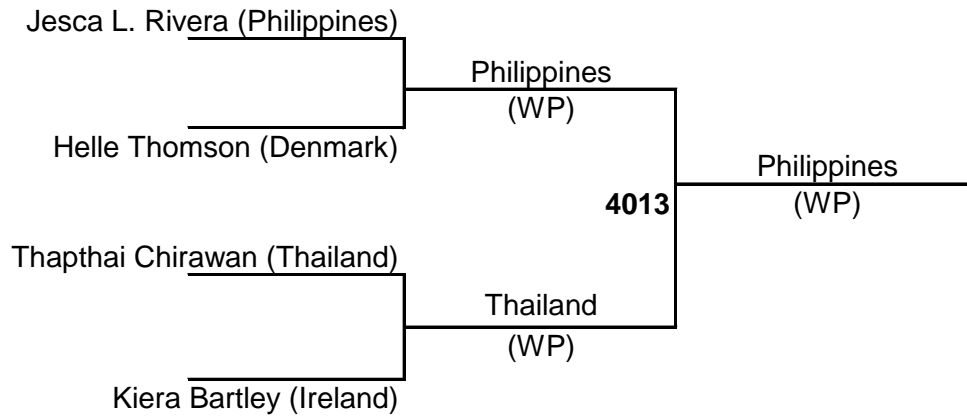 Jesca L. Rivera (Philippines)
Philippines
(WP)
Helle Thomson (Denmark)
Philippines
(WP)
4013
Thapthai Chirawan (Thailand)
Thailand
(WP)
Kiera Bartley (Ireland)